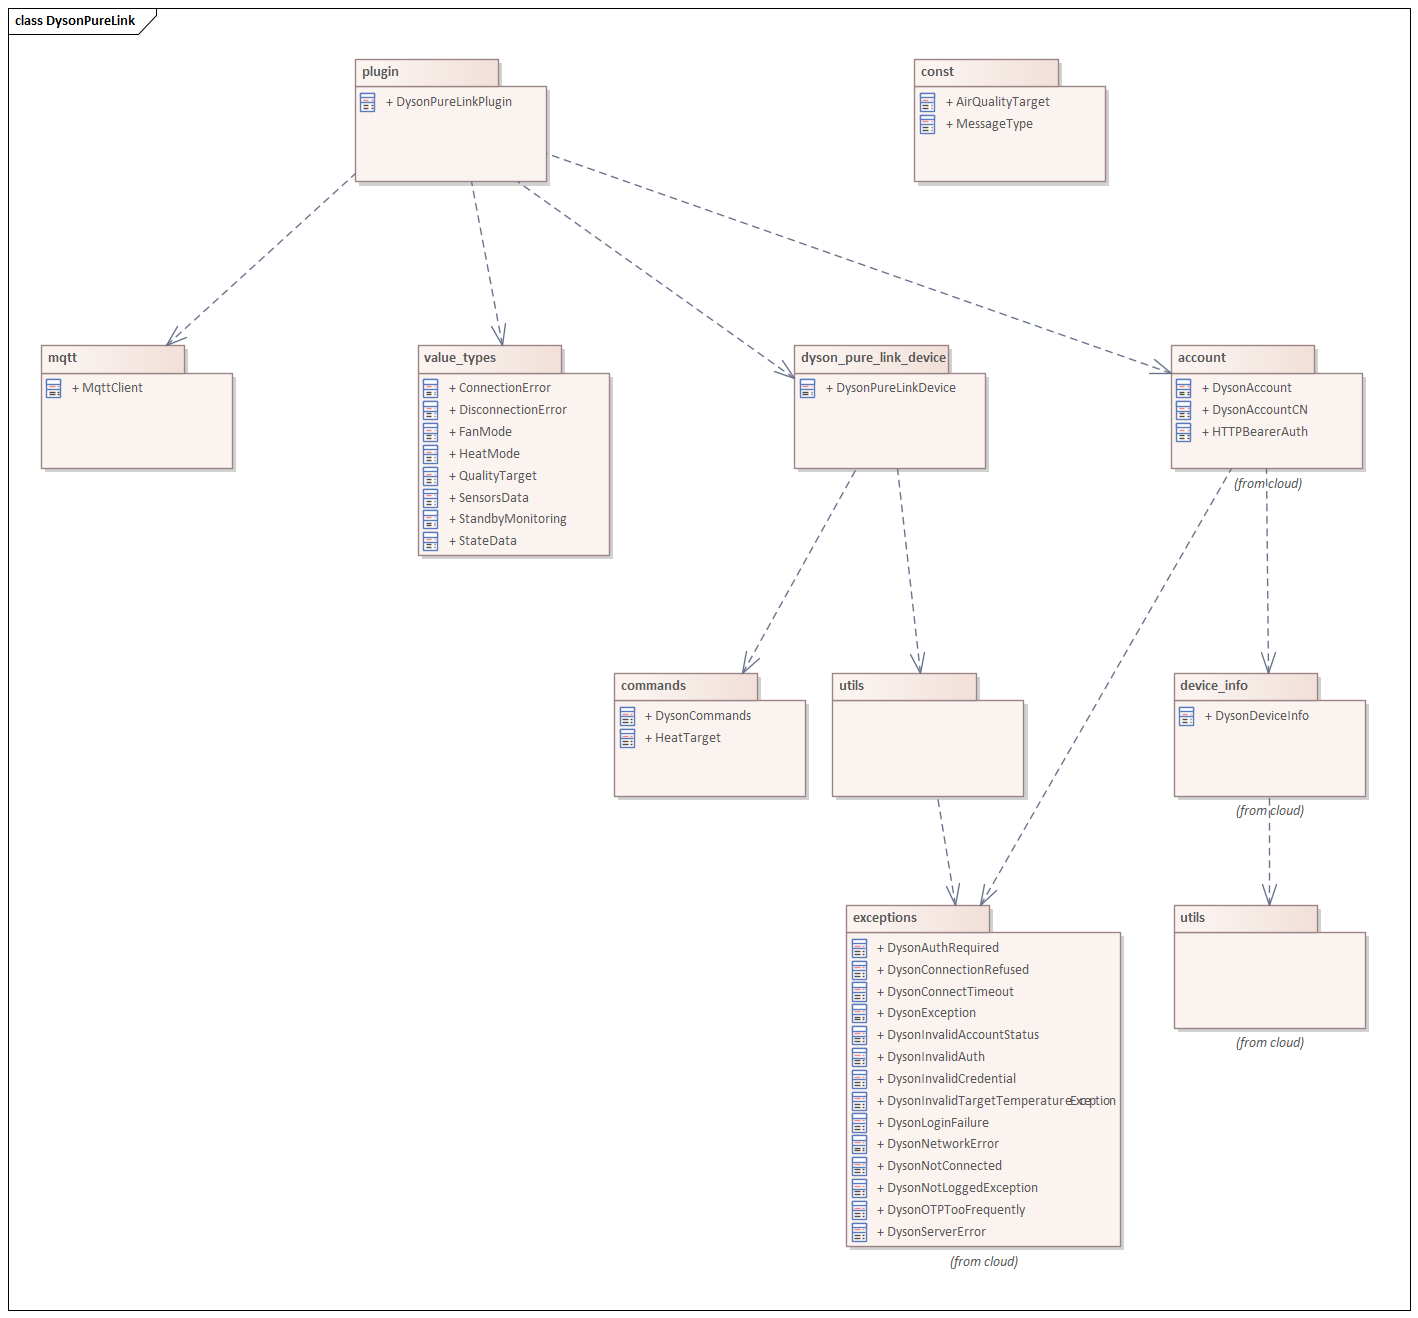 class DysonPureLink
plugin
+ DysonPureLinkPlugin
const
+ AirQualityTarget
+ MessageType
mqtt
+ MqttClient
value_types
+ ConnectionError
+ DisconnectionError
+ FanMode
+ HeatMode
+ QualityTarget
+ SensorsData
+ StandbyMonitoring
+ StateData
dyson_pure_link_device
+ DysonPureLinkDevice
account
+ DysonAccount
+ DysonAccountCN
+ HTTPBearerAuth
(from cloud)
commands
+ DysonCommands
+ HeatTarget
utils
device_info
+ DysonDeviceInfo
(from cloud)
exceptions
+ DysonAuthRequired
+ DysonConnectionRefused
+ DysonConnectTimeout
+ DysonException
+ DysonInvalidAccountStatus
+ DysonInvalidAuth
+ DysonInvalidCredential
+ DysonInvalidTargetTemperatureException
+ DysonLoginFailure
+ DysonNetworkError
+ DysonNotConnected
+ DysonNotLoggedException
+ DysonOTPTooFrequently
+ DysonServerError
(from cloud)
utils
(from cloud)